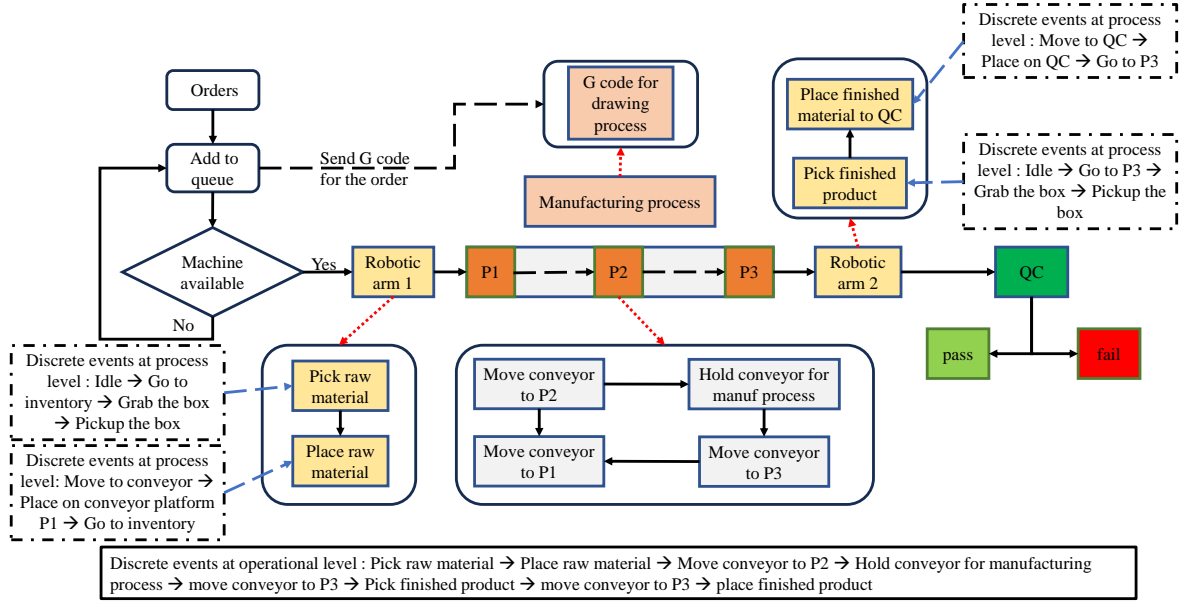 Orders
Add to
queue
Send G code
for the order
Machine
available
Yes
No
G code for
drawing
process
Manufacturing process
Place finished
material to QC
Pick finished
product
Discrete events at process
level : Move to QC →
Place on QC → Go to P3
Discrete events at process
level : Idle → Go to P3 →
Grab the box → Pickup the
box
Robotic
arm 1
P1
P2
P3
Robotic
arm 2
QC
pass
fail
Discrete events at process
level : Idle → Go to
inventory → Grab the box
→ Pickup the box
Discrete events at process
level: Move to conveyor →
Place on conveyor platform
P1 → Go to inventory
Pick raw
material
Place raw
material
Move conveyor
to P2
Hold conveyor for
manuf process
Move conveyor
to P1
Move conveyor
to P3
Discrete events at operational level : Pick raw material → Place raw material → Move conveyor to P2 → Hold conveyor for manufacturing
process → move conveyor to P3 → Pick finished product → move conveyor to P3 → place finished product